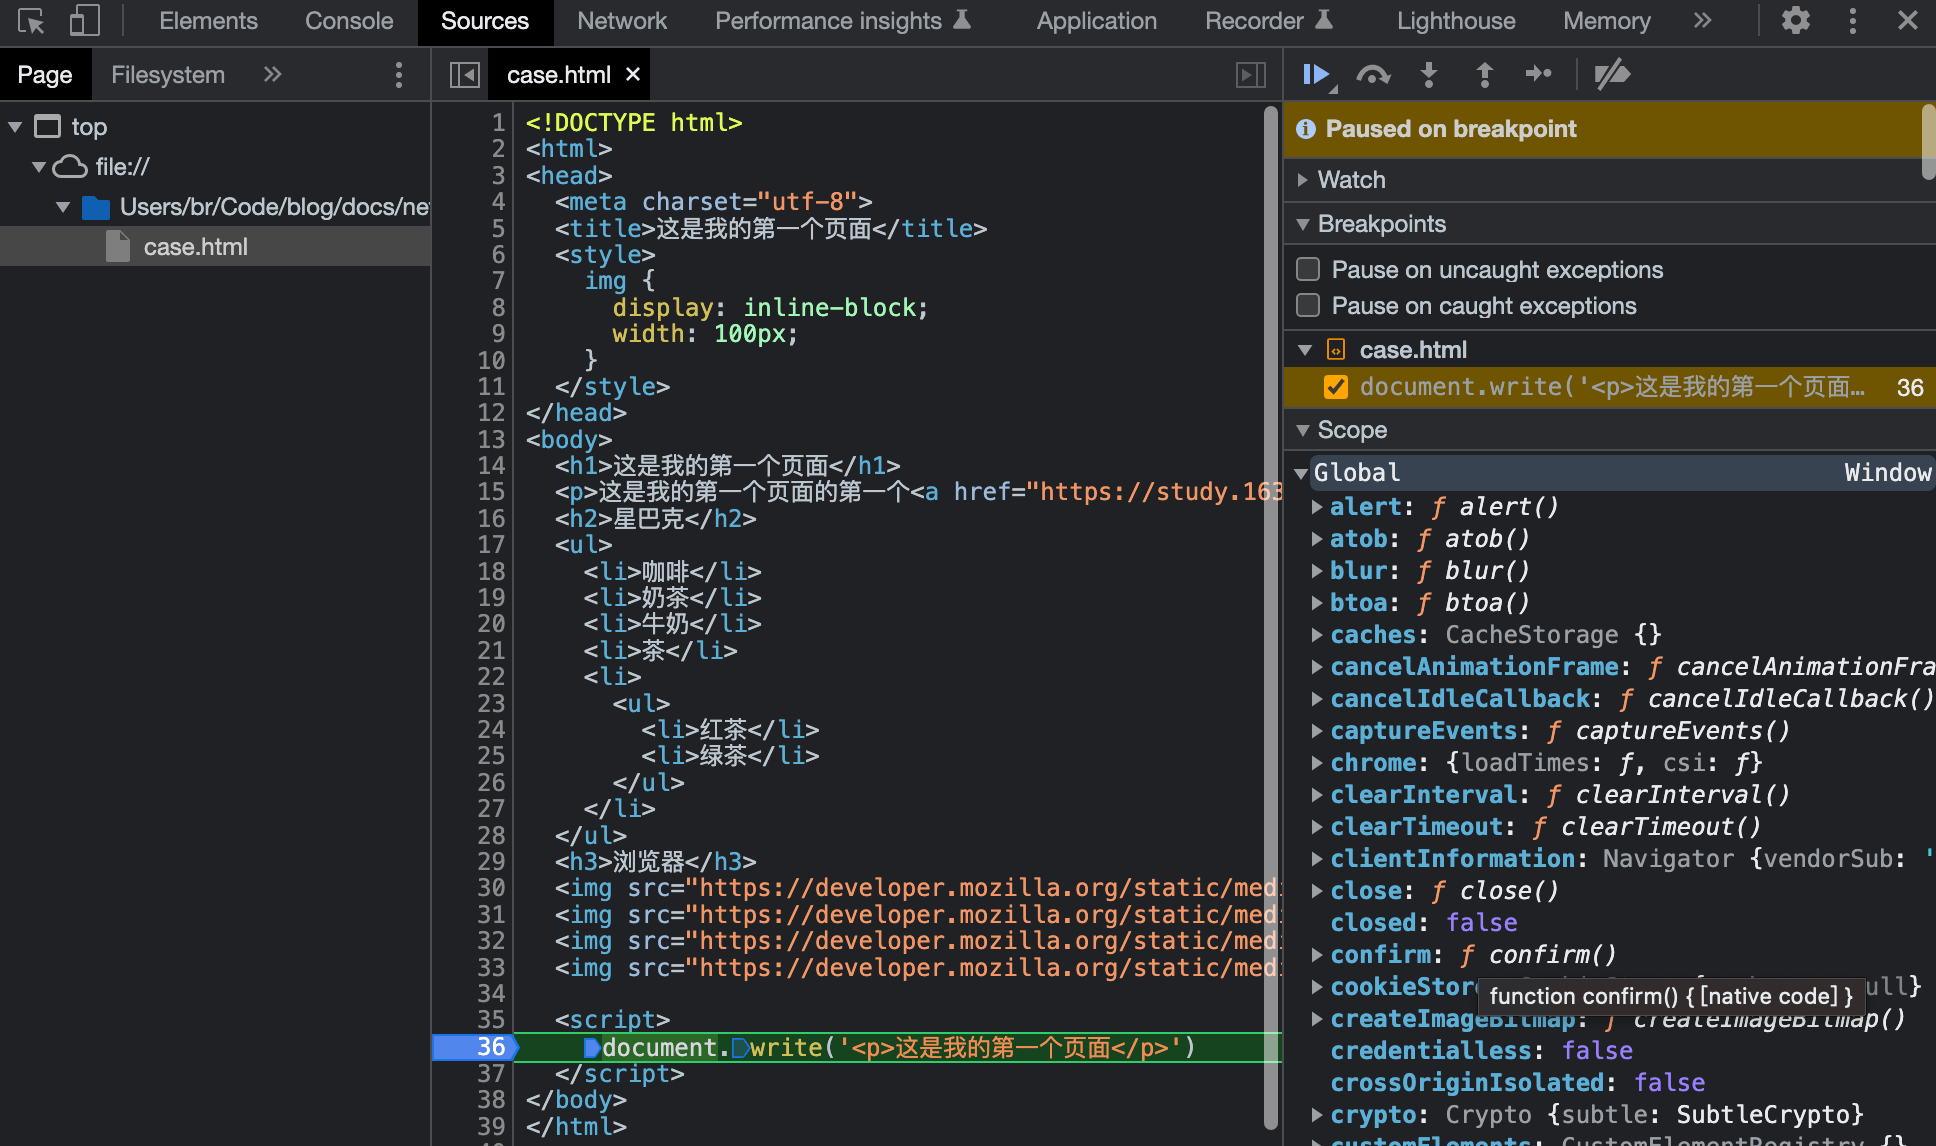 Elements Console Sources Network Performance insights Application Recorder Lighthouse Memory
Page Filesystem
case.html
top
file://
Users/br/Code/blog/docs/ne
case.html
1 <!DOCTYPE html>
2 <html>
3 <head>
4 <meta charset="utf-8">
5 <title>这是我的第一个页面</title>
6 <style>
7 img {
8 display: inline-block;
9 width: 100px;
10 }
11 </style>
12 </head>
13 <body>
14 <h1>这是我的第一个页面</h1>
15 <p>这是我的第一个页面的第一个<a href="https://study.163
16 <h2>星巴克</h2>
17 <ul>
18 <li>咖啡</li>
19 <li>奶茶</li>
20 <li>牛奶</li>
21 <li>茶</li>
22 <li>
23 <ul>
24 <li>红茶</li>
25 <li>绿茶</li>
26 </ul>
27 </li>
28 </ul>
29 <h3>浏览器</h3>
30 <img src="https://developer.mozilla.org/static/med
31 <img src="https://developer.mozilla.org/static/med
32 <img src="https://developer.mozilla.org/static/med
33 <img src="https://developer.mozilla.org/static/med
34
35 <script>
36 document.write('<p>这是我的第一个页面</p>')
37 </script>
38 </body>
39 </html>
Paused on breakpoint
Watch
Breakpoints
Pause on uncaught exceptions
Pause on caught exceptions
case.html
document.write('<p>这是我的第一个页面… 36
Scope
Global Window
alert: ƒ alert()
atob: ƒ atob()
blur: ƒ blur()
btoa: ƒ btoa()
caches: CacheStorage {}
cancelAnimationFrame: ƒ cancelAnimationFra
cancelIdleCallback: ƒ cancelIdleCallback()
captureEvents: ƒ captureEvents()
chrome: {loadTimes: ƒ, csi: ƒ}
clearInterval: ƒ clearInterval()
clearTimeout: ƒ clearTimeout()
clientInformation: Navigator {vendorSub: '
close: ƒ close()
closed: false
confirm: ƒ confirm()
cookieStor ull}
function confirm() { [native code] }
createImageBitmap: ƒ createImageBitmap()
credentialless: false
crossOriginIsolated: false
crypto: Crypto {subtle: SubtleCrypto}
customElements: CustomElementRegistry {}